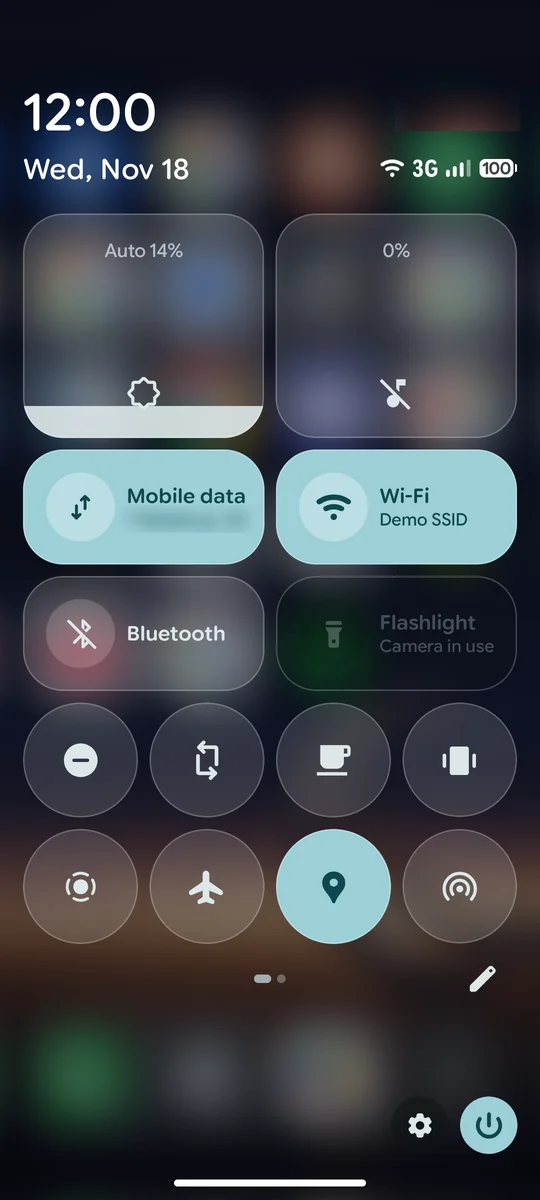 12:00
Wed, Nov 18
3G 100
Auto 14%
0%
Mobile data
Wi-Fi
Demo SSID
Bluetooth
Flashlight
Camera in use